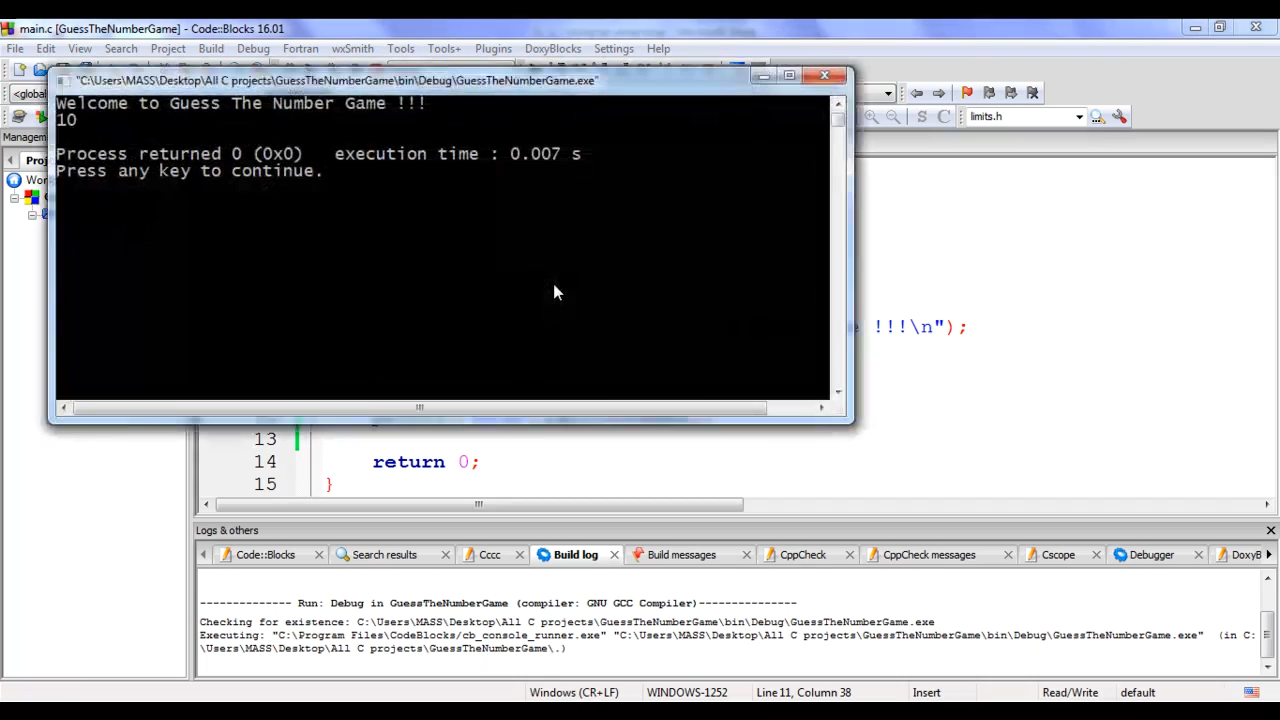 main.c [GuessTheNumberGame] - Code::Blocks 16.01
File Edit View Search Project Build Debug Fortran wxSmith Tools Tools+ Plugins DoxyBlocks Settings Help
"C:\Users\MASS\Desktop\All C projects\GuessTheNumberGame\bin\Debug\GuessTheNumberGame.exe"
<global
S C limits.h
Welcome to Guess The Number Game !!!
10
Process returned 0 (0x0) execution time : 0.007 s
Press any key to continue.
Managem
Proj
Wor
!!!\n");
13
14 return 0;
15 }
Logs & others
Code::Blocks Search results Cccc Build log Build messages CppCheck CppCheck messages Cscope Debugger DoxyB
-------------- Run: Debug in GuessTheNumberGame (compiler: GNU GCC Compiler)---------------
Checking for existence: C:\Users\MASS\Desktop\All C projects\GuessTheNumberGame\bin\Debug\GuessTheNumberGame.exe
Executing: "C:\Program Files\CodeBlocks/cb_console_runner.exe" "C:\Users\MASS\Desktop\All C projects\GuessTheNumberGame\bin\Debug\GuessTheNumberGame.exe" (in C:
\Users\MASS\Desktop\All C projects\GuessTheNumberGame\.)
Windows (CR+LF) WINDOWS-1252 Line 11, Column 38 Insert Read/Write default